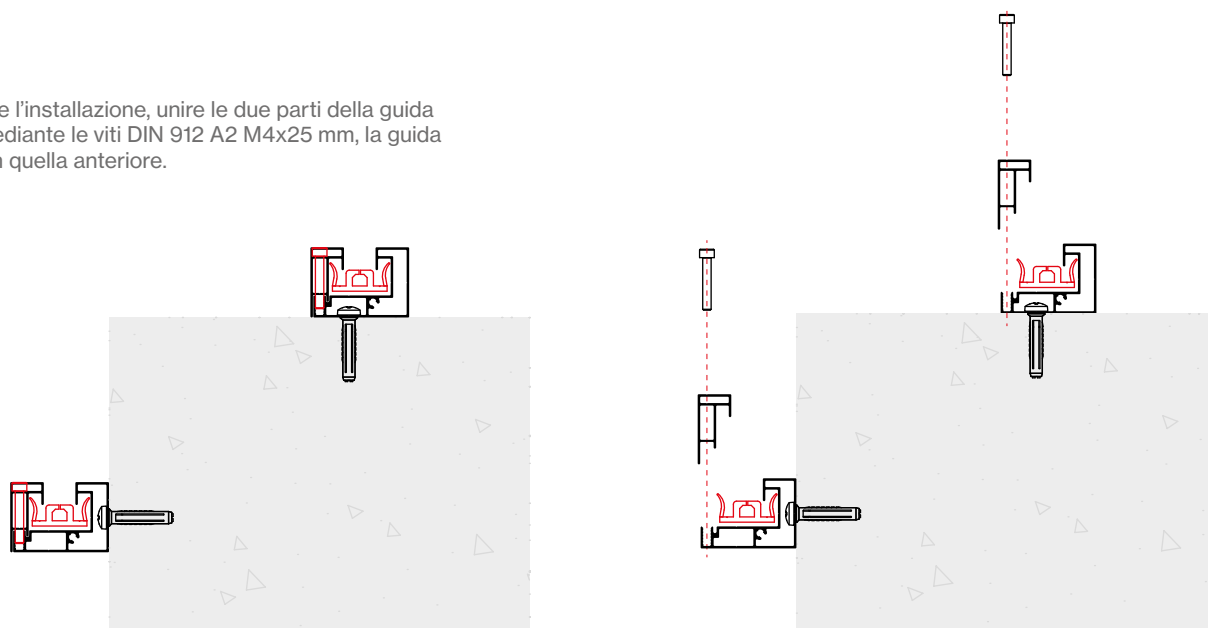 e l'installazione, unire le due parti della guida
ediante le viti DIN 912 A2 M4x25 mm, la guida
quella anteriore.